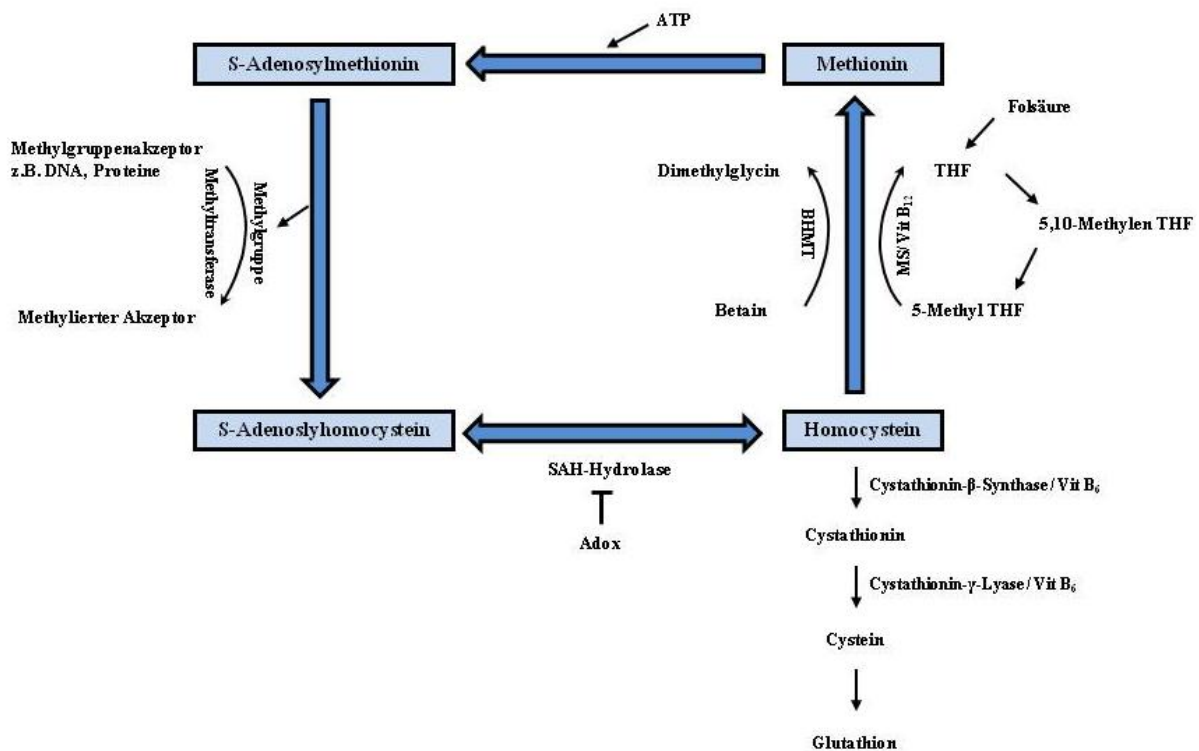 ATP
S-Adenosylmethionin
Methionin
Folsäure
Methylgruppenakzeptor
z.B. DNA, Proteine
Methyltransferase
Methylgruppe
Dimethylglycin
THF
BHMT
MS/Vit B₁₂
5,10-Methylen THF
Methylierter Akzeptor
Betain
5-Methyl THF
S-Adenoslyhomocystein
Homocystein
SAH-Hydrolase
Adox
Cystathionin-β-Synthase/ Vit B₆
Cystathionin
Cystathionin-γ-Lyase/ Vit B₆
Cystein
Glutathion